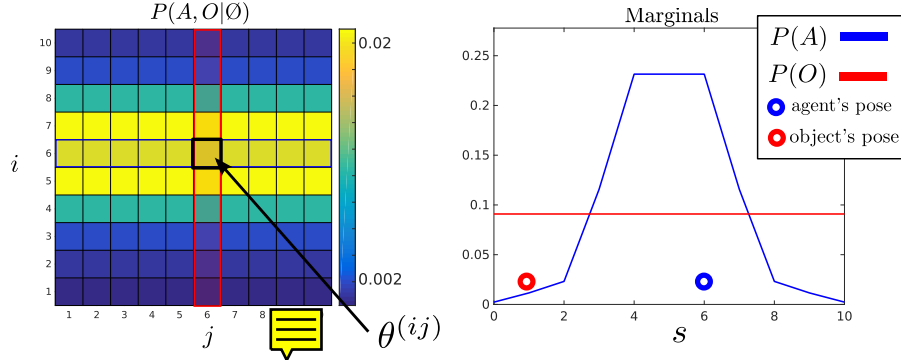 P(A, O|Ø)
10
9
8
7
6
5
4
3
2
1
i
1 2 3 4 5 6 7 8
j
0.02
0.002
θ^(ij)
Marginals
0.25
0.2
0.15
0.1
0.05
0
0 2 4 6 8 10
s
P(A)
P(O)
agent's pose
object's pose